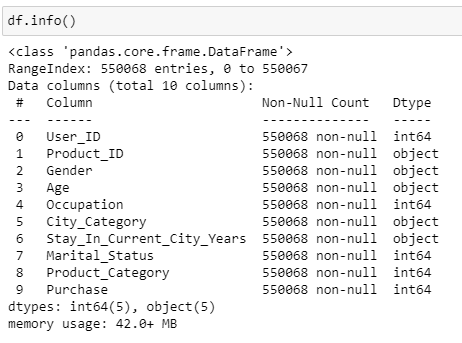 df.info()
<class 'pandas.core.frame.DataFrame'>
RangeIndex: 550068 entries, 0 to 550067
Data columns (total 10 columns):
 #   Column                      Non-Null Count   Dtype
---  ------                      --------------   -----
 0   User_ID                     550068 non-null  int64
 1   Product_ID                  550068 non-null  object
 2   Gender                      550068 non-null  object
 3   Age                         550068 non-null  object
 4   Occupation                  550068 non-null  int64
 5   City_Category               550068 non-null  object
 6   Stay_In_Current_City_Years  550068 non-null  object
 7   Marital_Status              550068 non-null  int64
 8   Product_Category            550068 non-null  int64
 9   Purchase                    550068 non-null  int64
dtypes: int64(5), object(5)
memory usage: 42.0+ MB